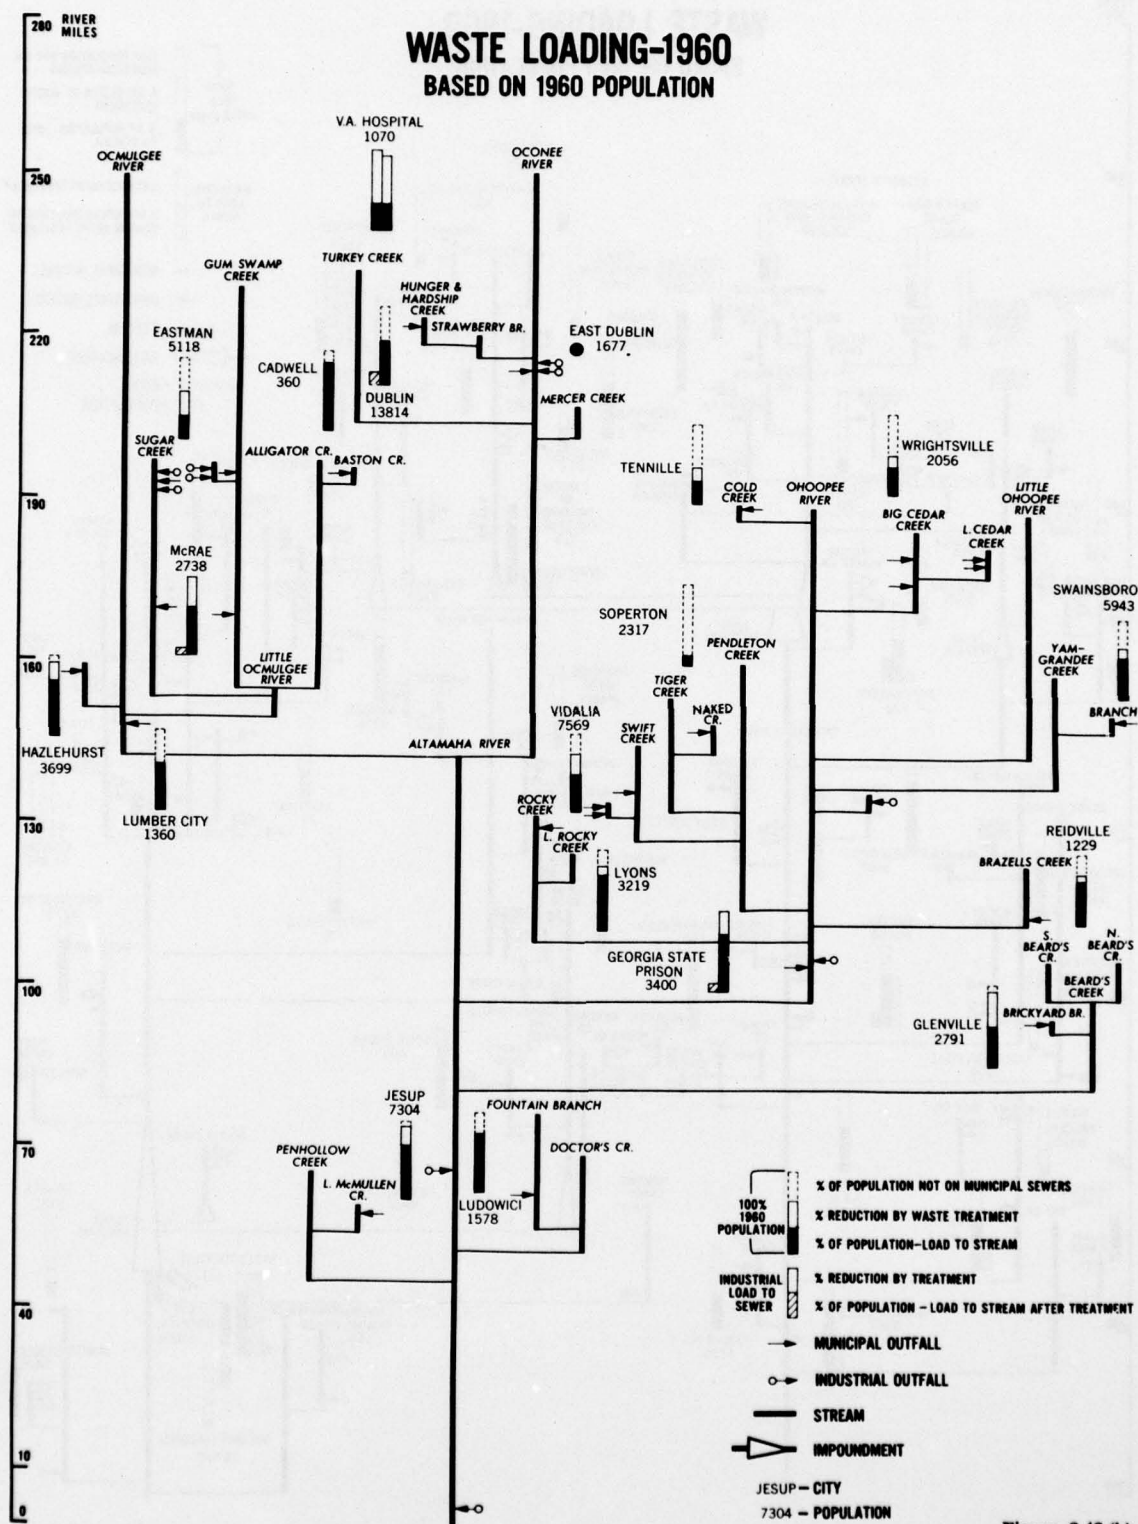 280 RIVER
MILES
WASTE LOADING-1960
BASED ON 1960 POPULATION
V.A. HOSPITAL
1070
OCMULGEE
RIVER
OCONEE
RIVER
250
GUM SWAMP
CREEK
TURKEY CREEK
HUNGER &
HARDSHIP
CREEK
STRAWBERRY BR.
EAST DUBLIN
1677
220
EASTMAN
5118
CADWELL
360
DUBLIN
13814
MERCER CREEK
SUGAR
CREEK
ALLIGATOR CR.
BASTON CR.
TENNILLE
WRIGHTSVILLE
2056
190
COLD
CREEK
OHOOPEE
RIVER
BIG CEDAR
CREEK
L. CEDAR
CREEK
LITTLE
OHOOPEE
RIVER
McRAE
2738
SOPERTON
2317
PENDLETON
CREEK
SWAINSBORO
5943
160
LITTLE
OCMULGEE
RIVER
TIGER
CREEK
NAKED
CR.
YAM-
GRANDEE
CREEK
BRANCH
VIDALIA
7569
SWIFT
CREEK
HAZLEHURST
3699
ALTAMAHA RIVER
LUMBER CITY
1360
130
ROCKY
CREEK
L. ROCKY
CREEK
LYONS
3219
REIDVILLE
1229
BRAZELLS CREEK
GEORGIA STATE
PRISON
3400
S.
BEARD'S
CR.
N.
BEARD'S
CR.
100
BEARD'S
CREEK
GLENVILLE
2791
BRICKYARD BR.
JESUP
7304
FOUNTAIN BRANCH
70
PENHOLLOW
CREEK
DOCTOR'S CR.
L. McMULLEN
CR.
LUDOWICI
1578
100%
1960
POPULATION
% OF POPULATION NOT ON MUNICIPAL SEWERS
% REDUCTION BY WASTE TREATMENT
% OF POPULATION-LOAD TO STREAM
INDUSTRIAL
LOAD TO
SEWER
% REDUCTION BY TREATMENT
% OF POPULATION - LOAD TO STREAM AFTER TREATMENT
40
MUNICIPAL OUTFALL
INDUSTRIAL OUTFALL
STREAM
IMPOUNDMENT
10
JESUP - CITY
7304 - POPULATION
0